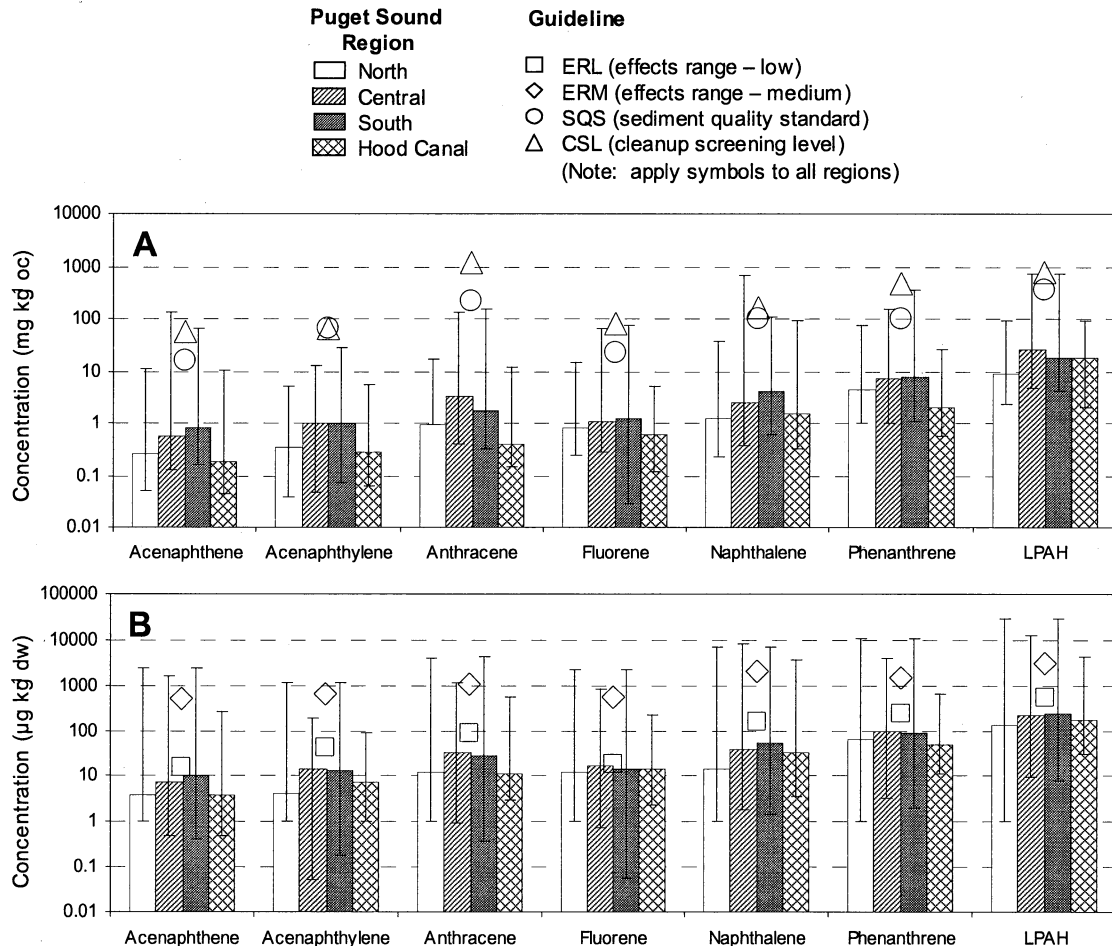 Puget Sound
Region
North
Central
South
Hood Canal
Guideline
ERL (effects range – low)
ERM (effects range – medium)
SQS (sediment quality standard)
CSL (cleanup screening level)
(Note: apply symbols to all regions)
A
Concentration (mg kg oc)
10000
1000
100
10
1
0.1
0.01
Acenaphthene Acenaphthylene Anthracene Fluorene Naphthalene Phenanthrene LPAH
B
Concentration (µg kg dw)
100000
10000
1000
100
10
1
0.1
0.01
Acenaphthene Acenaphthylene Anthracene Fluorene Naphthalene Phenanthrene LPAH